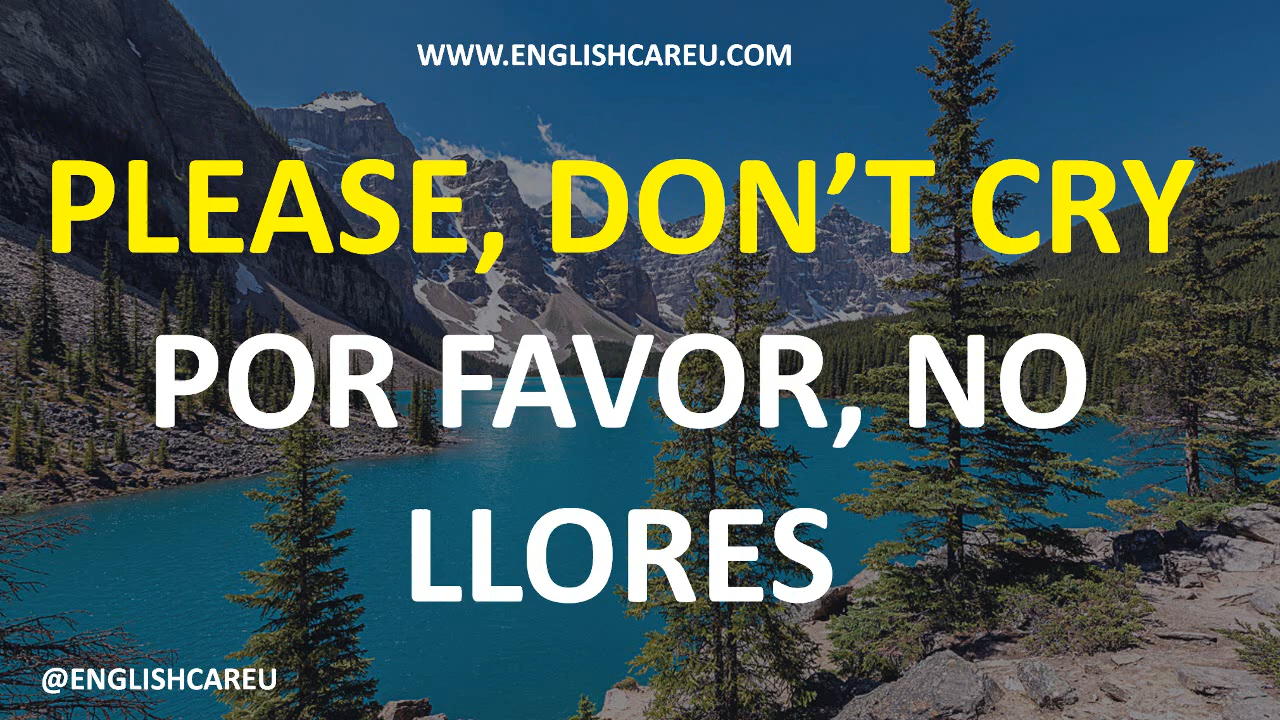 WWW.ENGLISHCAREU.COM
PLEASE, DON’T CRY
POR FAVOR, NO
LLORES
@ENGLISHCAREU